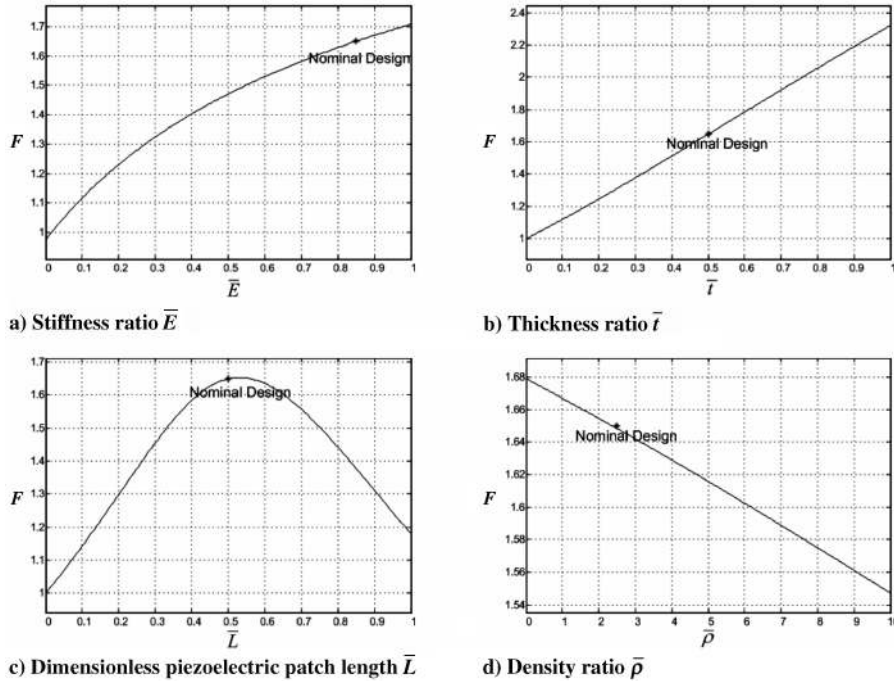 1.7
1.6
1.5
1.4
1.3
1.2
1.1
1
F
Nominal Design
0 0.1 0.2 0.3 0.4 0.5 0.6 0.7 0.8 0.9 1
E̅
a) Stiffness ratio E̅
2.4
2.2
2
1.8
1.6
1.4
1.2
1
F
Nominal Design
0 0.1 0.2 0.3 0.4 0.5 0.6 0.7 0.8 0.9 1
t̅
b) Thickness ratio t̅
1.7
1.6
1.5
1.4
1.3
1.2
1.1
1
F
Nominal Design
0 0.1 0.2 0.3 0.4 0.5 0.6 0.7 0.8 0.9 1
L̅
c) Dimensionless piezoelectric patch length L̅
1.68
1.66
1.64
1.62
1.6
1.58
1.56
1.54
F
Nominal Design
0 1 2 3 4 5 6 7 8 9 10
ρ̅
d) Density ratio ρ̅